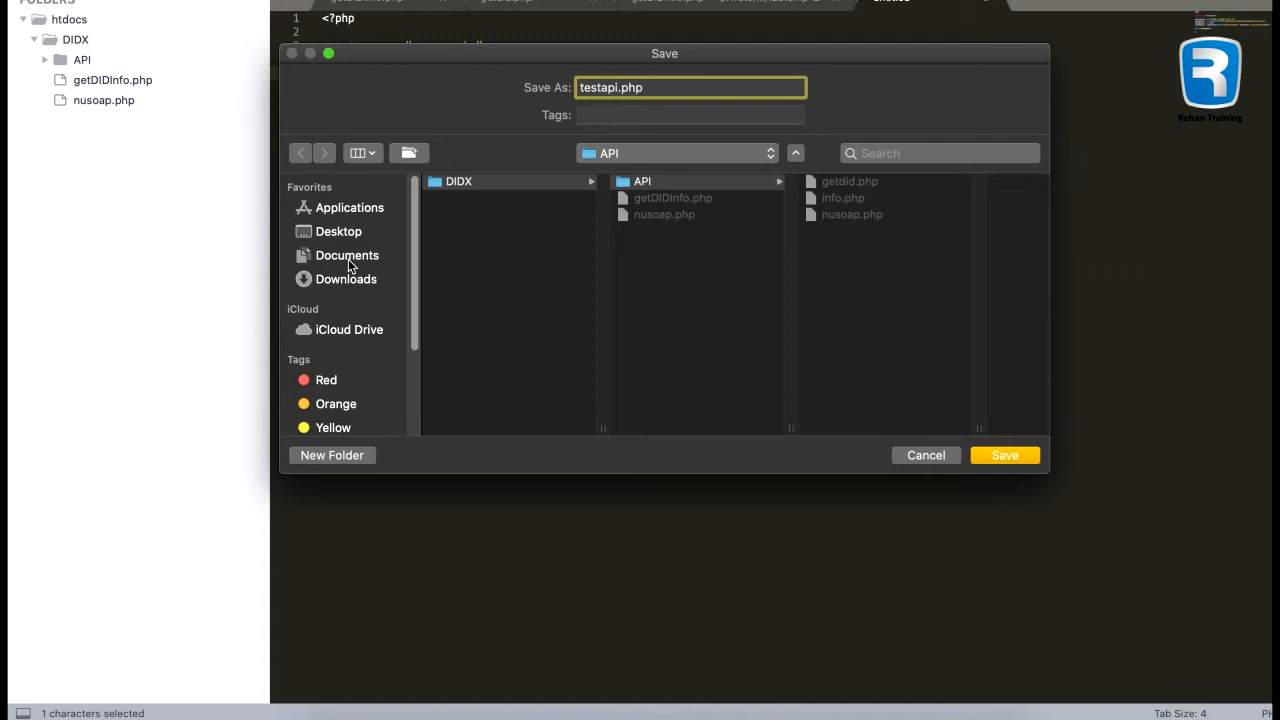 FOLDERS
htdocs
DIDX
API
getDIDInfo.php
nusoap.php
1
<?php
2
Save
Save As: testapi.php
Tags:
API
Search
Favorites
Applications
Desktop
Documents
Downloads
iCloud
iCloud Drive
Tags
Red
Orange
Yellow
DIDX
API
getDIDInfo.php
nusoap.php
getdid.php
info.php
nusoap.php
New Folder
Cancel
Save
Rehan Training
1 characters selected
Tab Size: 4